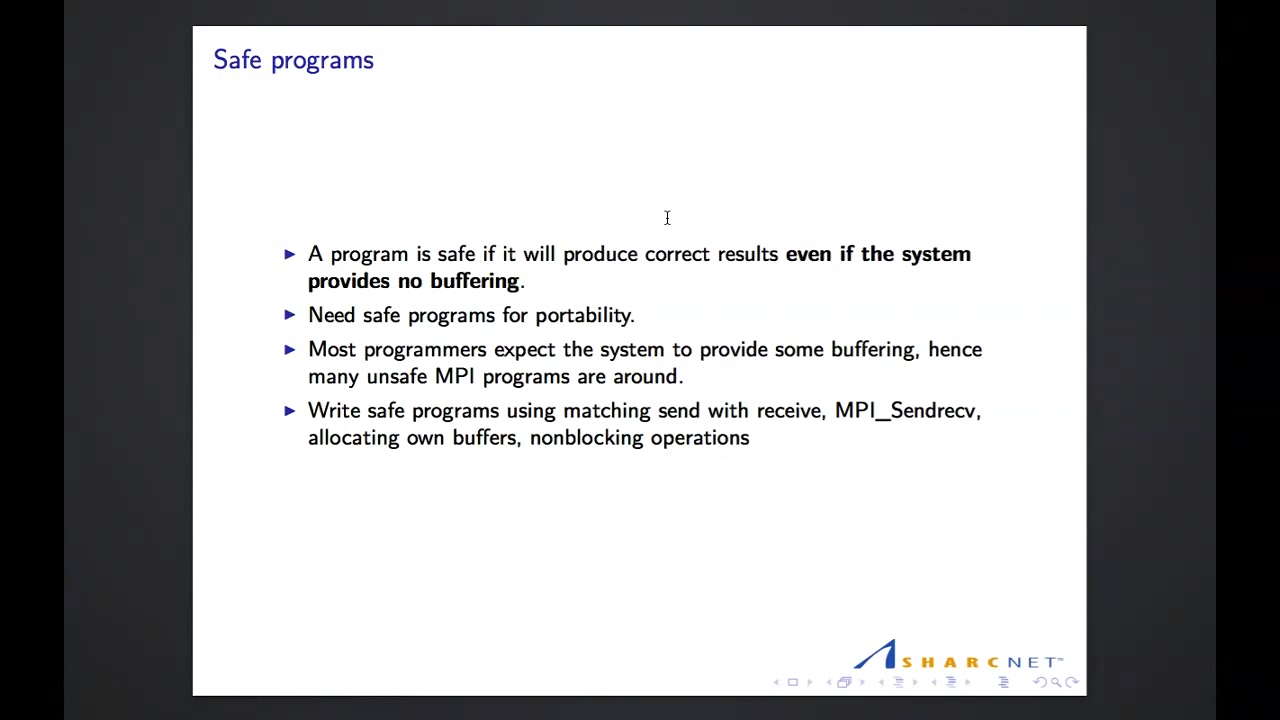 Safe programs
A program is safe if it will produce correct results even if the system
provides no buffering.
Need safe programs for portability.
Most programmers expect the system to provide some buffering, hence
many unsafe MPI programs are around.
Write safe programs using matching send with receive, MPI_Sendrecv,
allocating own buffers, nonblocking operations
SHARCNET™